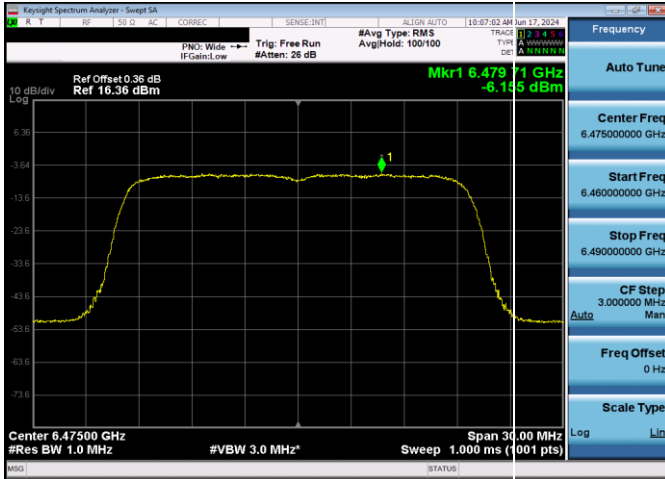 Keysight Spectrum Analyzer - Swept SA
R T RF 50 Ω AC CORREC SENSE:INT ALIGN AUTO 10:07:02 AM Jun 17, 2024
PNO: Wide
IFGain:Low
Trig: Free Run
#Atten: 26 dB
#Avg Type: RMS
Avg|Hold: 100/100
TRACE 1 2 3 4 5 6
TYPE A WWWWW
DET A N N N N N
Ref Offset 0.36 dB
10 dB/div Ref 16.36 dBm
Log
Mkr1 6.479 71 GHz
-6.155 dBm
1
6.36
-3.64
-13.6
-23.6
-33.6
-43.6
-53.6
-63.6
-73.6
Center 6.47500 GHz Span 30.00 MHz
#Res BW 1.0 MHz #VBW 3.0 MHz* Sweep 1.000 ms (1001 pts)
MSG STATUS
Frequency
Auto Tune
Center Freq
6.475000000 GHz
Start Freq
6.460000000 GHz
Stop Freq
6.490000000 GHz
CF Step
3.000000 MHz
Auto Man
Freq Offset
0 Hz
Scale Type
Log Lin